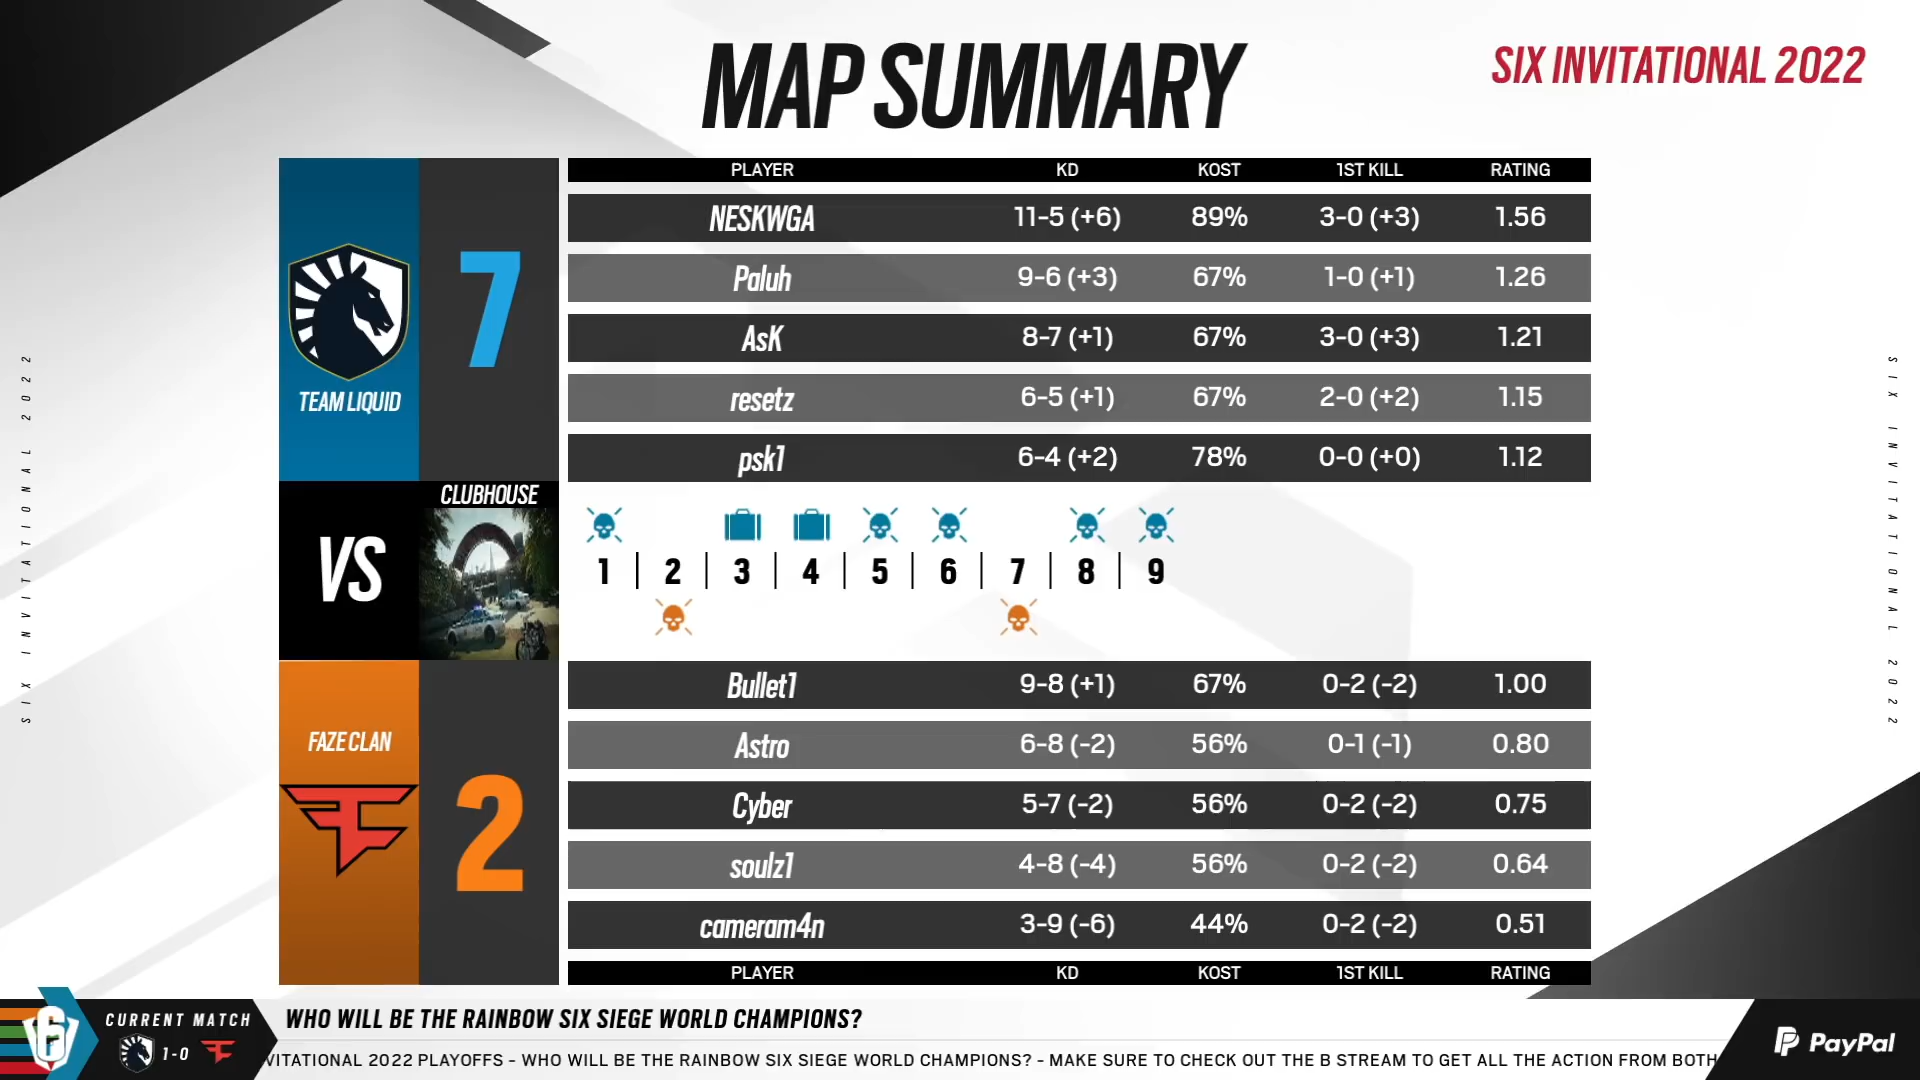 MAP SUMMARY
SIX INVITATIONAL 2022
PLAYER KD KOST 1ST KILL RATING
NESKWGA 11-5 (+6) 89% 3-0 (+3) 1.56
Paluh 9-6 (+3) 67% 1-0 (+1) 1.26
AsK 8-7 (+1) 67% 3-0 (+3) 1.21
resetz 6-5 (+1) 67% 2-0 (+2) 1.15
psk1 6-4 (+2) 78% 0-0 (+0) 1.12
7
TEAM LIQUID
VS
CLUBHOUSE
1 | 2 | 3 | 4 | 5 | 6 | 7 | 8 | 9
FAZE CLAN
2
Bullet1 9-8 (+1) 67% 0-2 (-2) 1.00
Astro 6-8 (-2) 56% 0-1 (-1) 0.80
Cyber 5-7 (-2) 56% 0-2 (-2) 0.75
soulz1 4-8 (-4) 56% 0-2 (-2) 0.64
cameram4n 3-9 (-6) 44% 0-2 (-2) 0.51
PLAYER KD KOST 1ST KILL RATING
SIX INVITATIONAL 2022
SIX INVITATIONAL 2022
6
CURRENT MATCH
1-0
WHO WILL BE THE RAINBOW SIX SIEGE WORLD CHAMPIONS?
VITATIONAL 2022 PLAYOFFS - WHO WILL BE THE RAINBOW SIX SIEGE WORLD CHAMPIONS? - MAKE SURE TO CHECK OUT THE B STREAM TO GET ALL THE ACTION FROM BOTH
PayPal